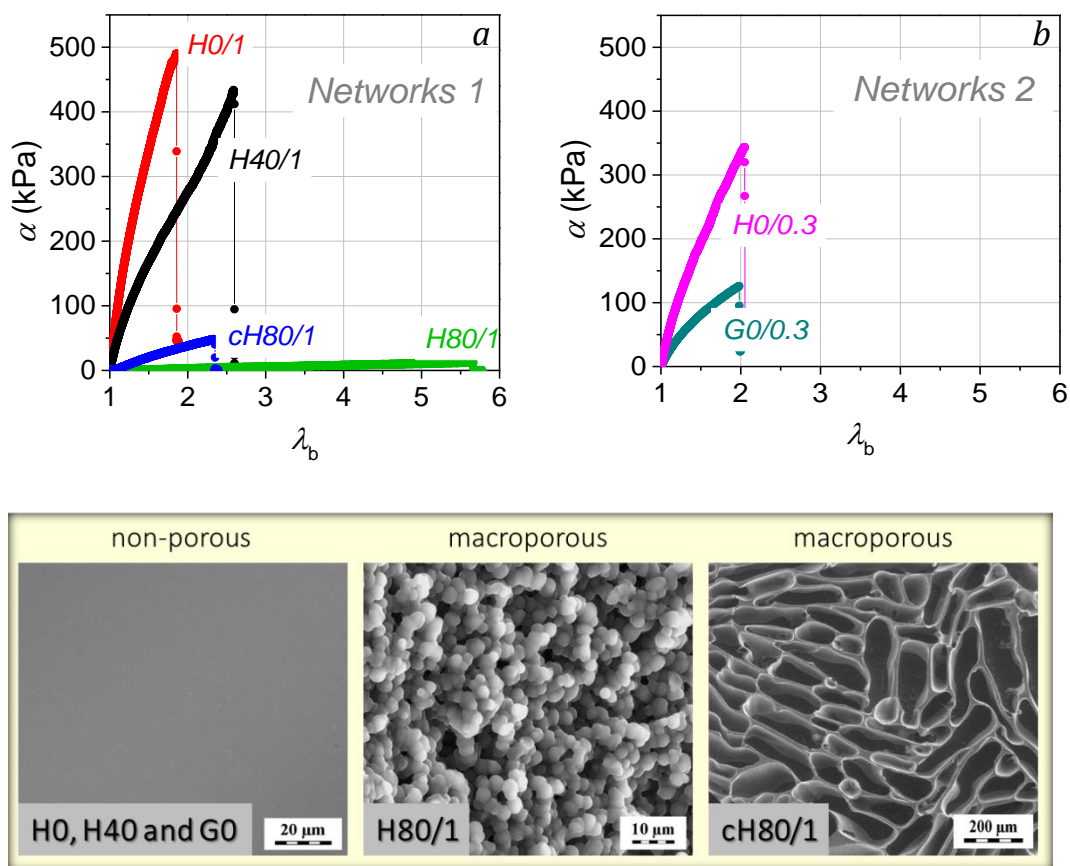 a
H0/1
Networks 1
H40/1
cH80/1
H80/1
α (kPa)
500
400
300
200
100
0
1 2 3 4 5 6
λb
b
Networks 2
H0/0.3
G0/0.3
α (kPa)
500
400
300
200
100
0
1 2 3 4 5 6
λb
non-porous
macroporous
macroporous
H0, H40 and G0
20 μm
H80/1
10 μm
cH80/1
200 μm